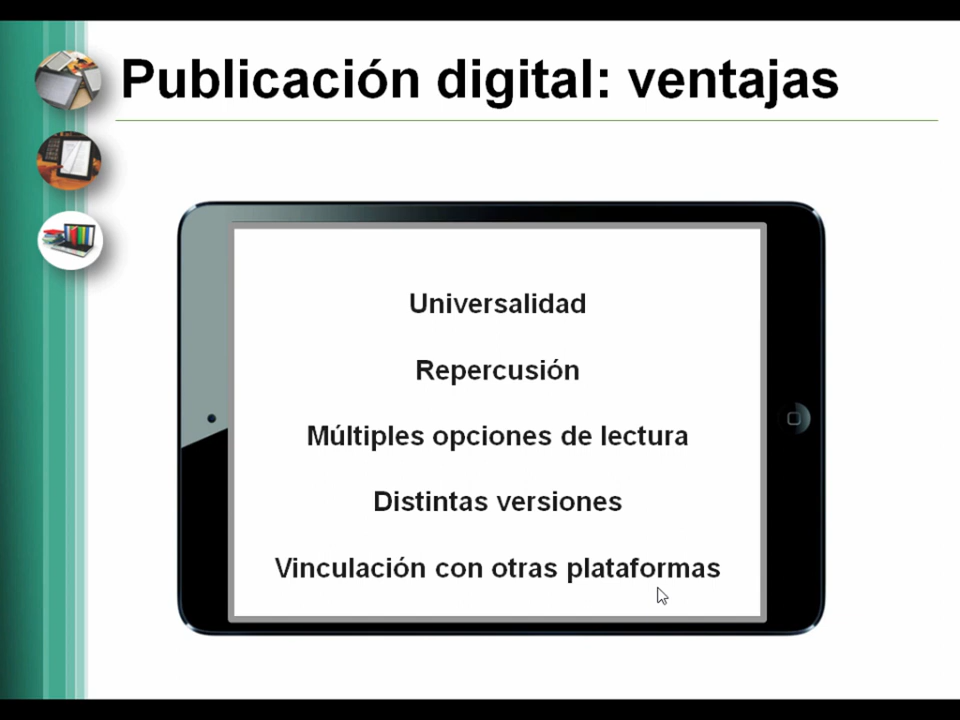 Publicación digital: ventajas
Universalidad
Repercusión
Múltiples opciones de lectura
Distintas versiones
Vinculación con otras plataformas